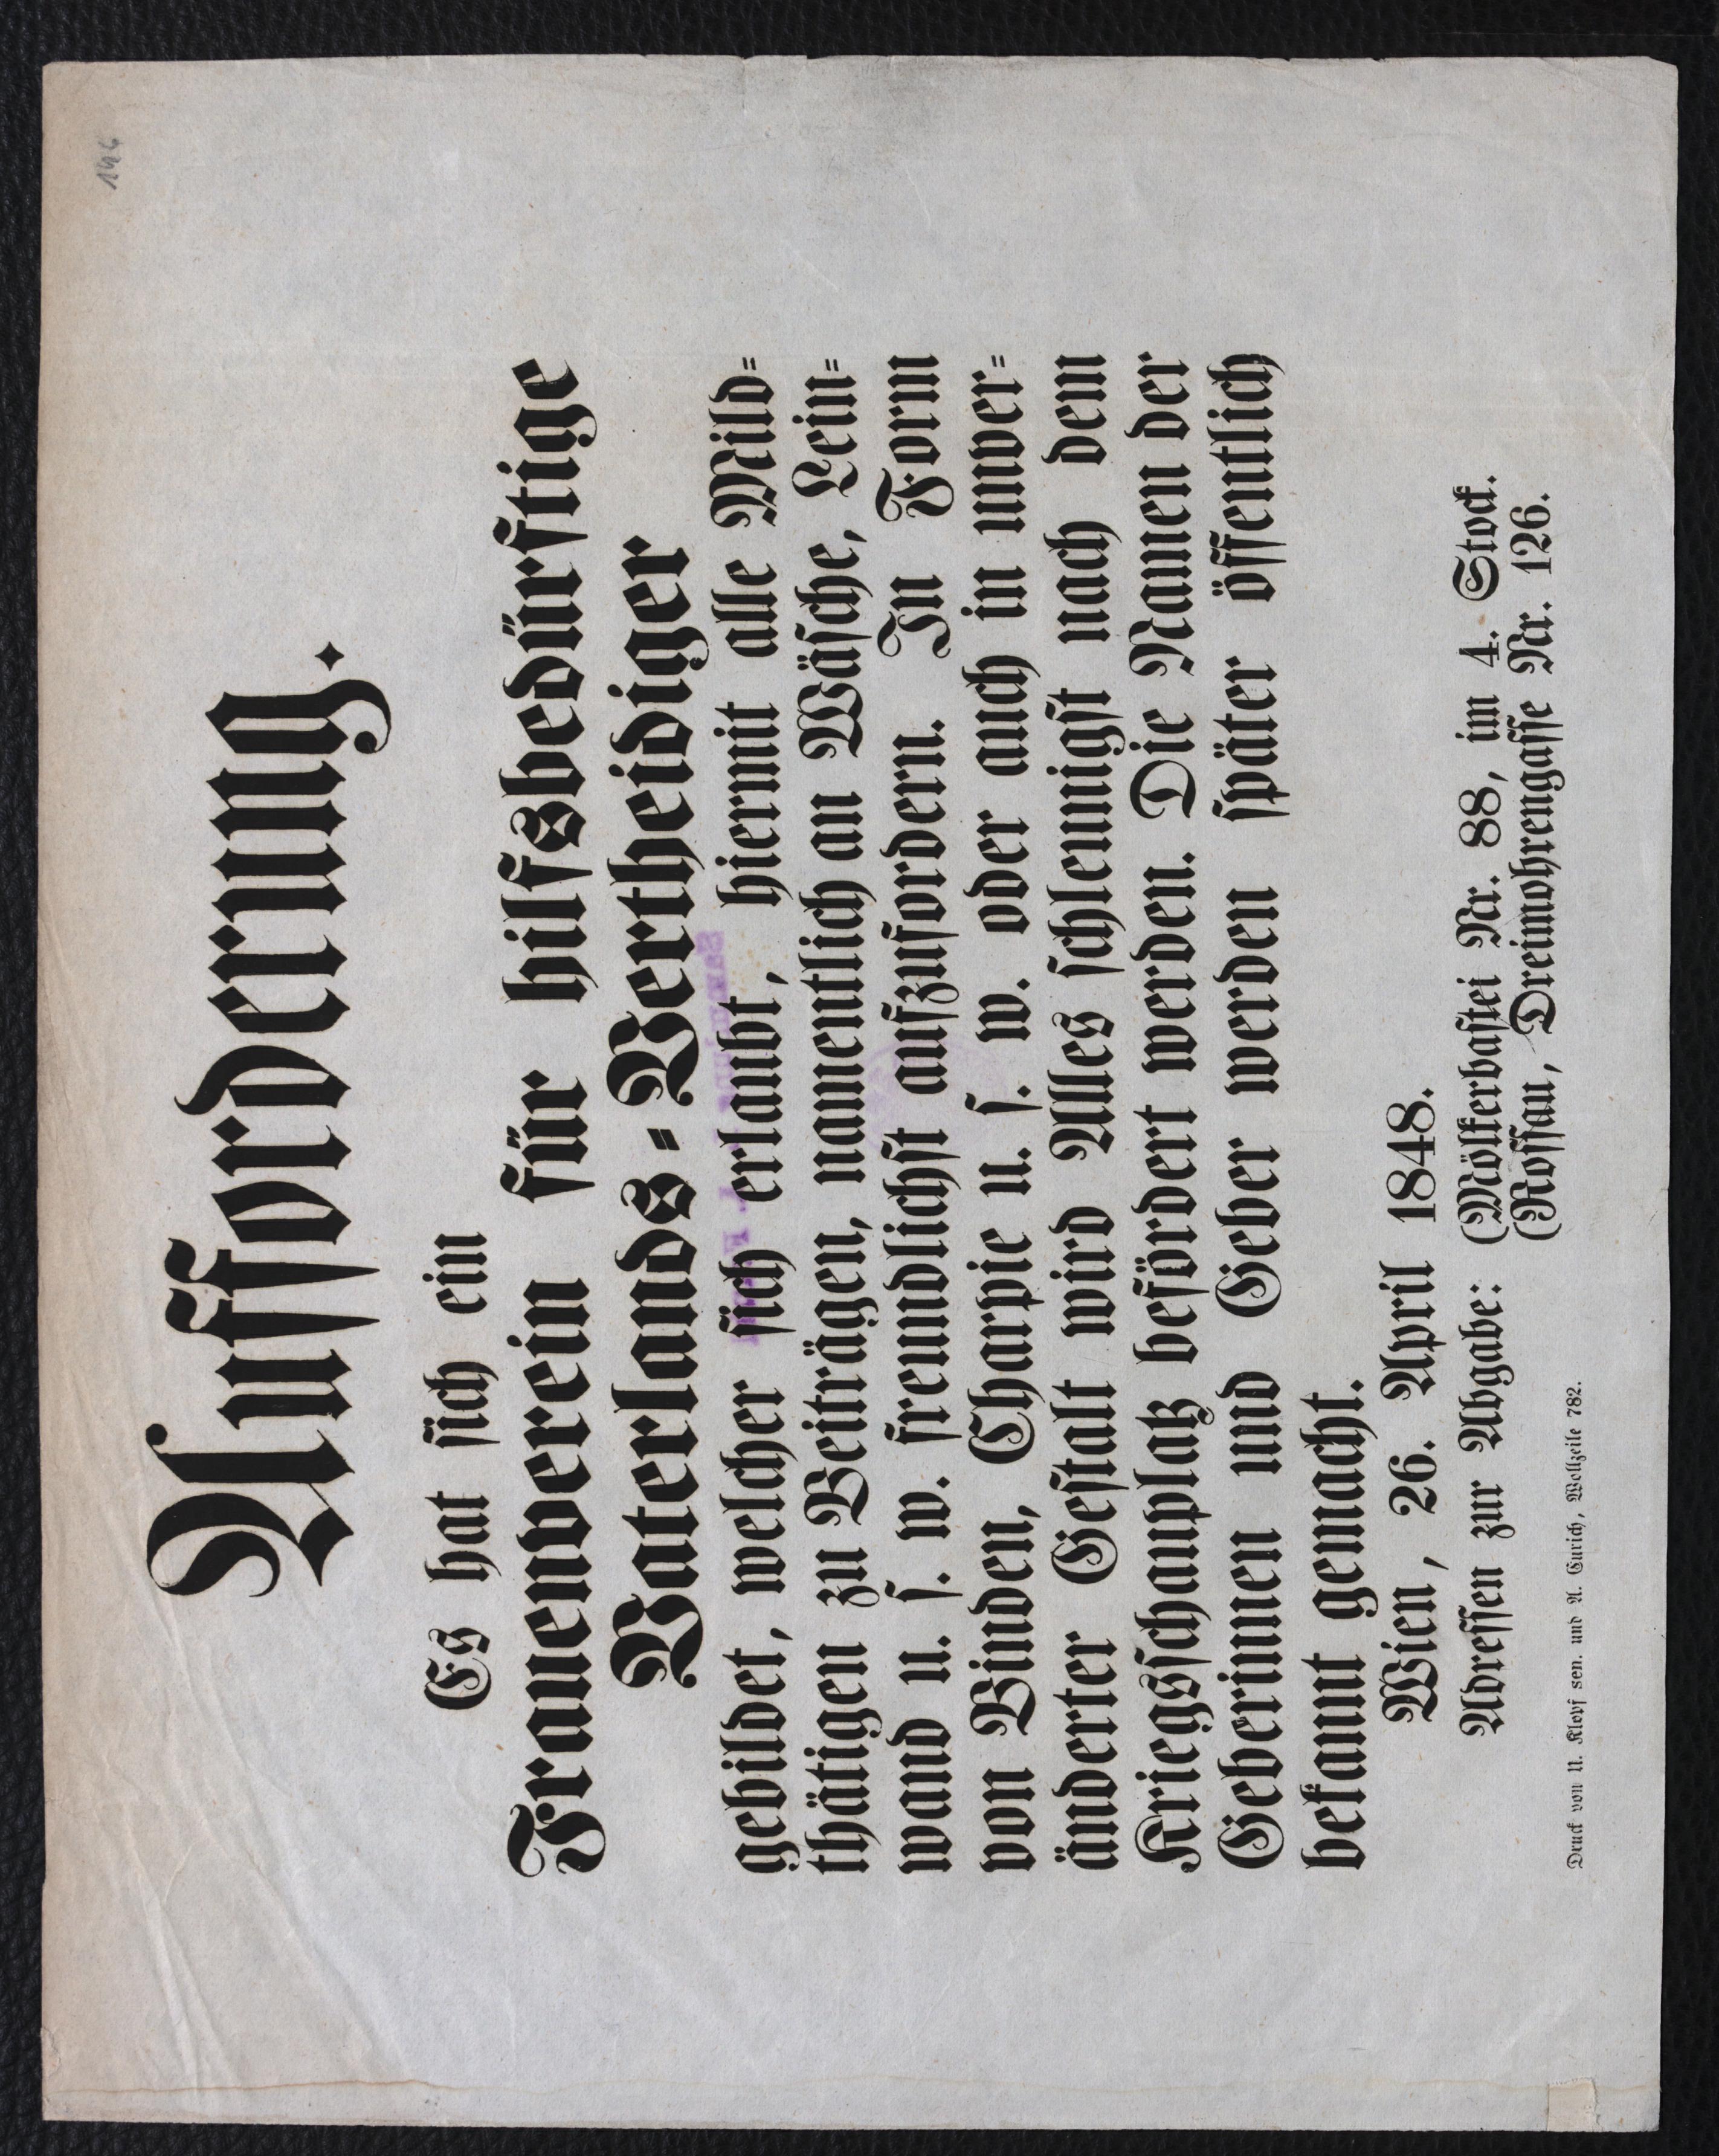 146
Aufforderung.
Es hat sich ein
Frauenverein für hilfsbedürftige
Vaterlands=Vertheidiger
gebildet, welcher sich erlaubt, hiermit alle Mild=
thätigen zu Beiträgen, namentlich an Wäsche, Lein=
wand u. s. w. freundlichst aufzufordern. In Form
von Binden, Charpie u. s. w. oder auch in unver=
änderter Gestalt wird Alles schleunigst nach dem
Kriegsschauplatz befördert werden. Die Namen der
Geberinnen und Geber werden später öffentlich
bekannt gemacht.
Wien, 26. April 1848.
Adressen zur Abgabe: (Mölkerbastei Nr. 88, im 4. Stock.
(Rossau, Dreimohrengasse Nr. 126.
Druck von U. Klopf sen. und A. Eurich, Wollzeile 782.